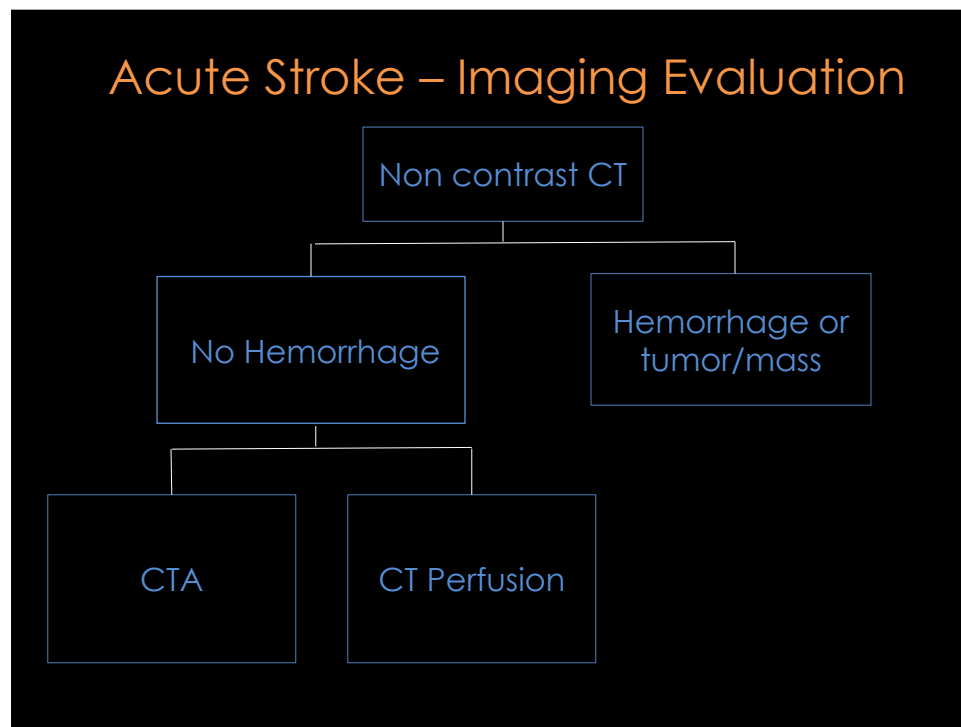 Acute Stroke – Imaging Evaluation
Non contrast CT
No Hemorrhage
Hemorrhage or
tumor/mass
CTA
CT Perfusion